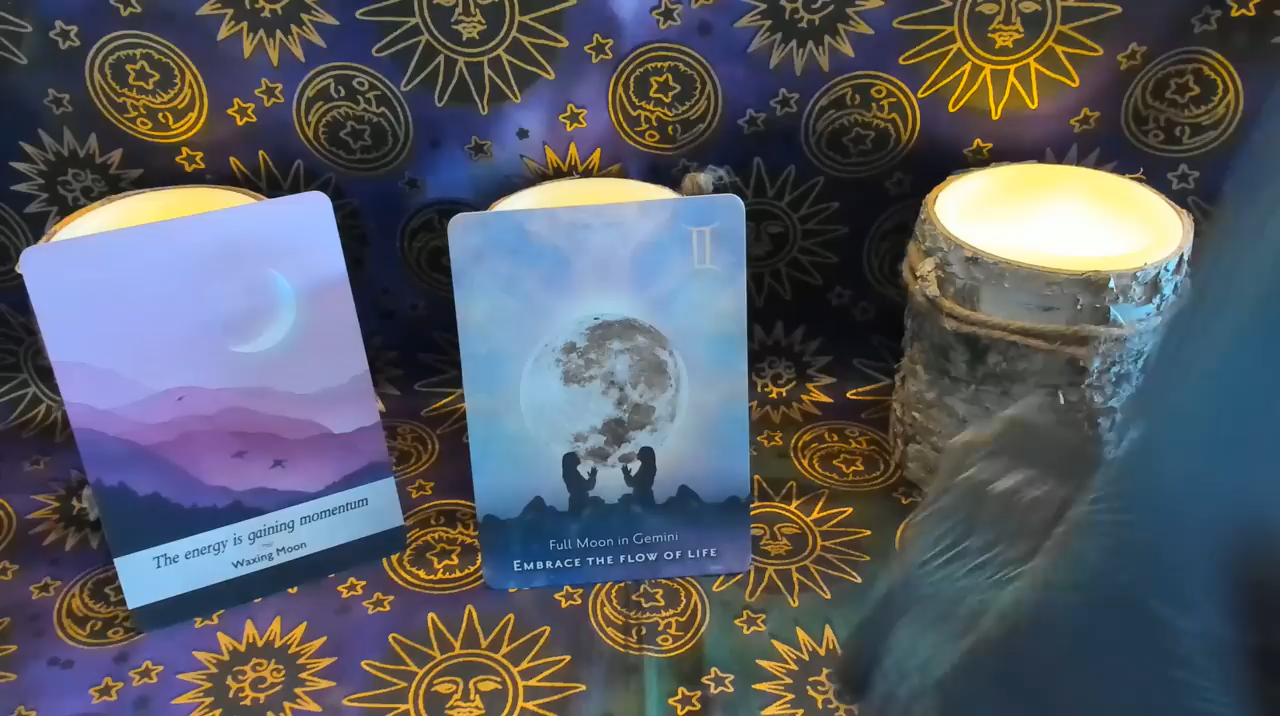 The energy is gaining momentum
Waxing Moon
Full Moon in Gemini
EMBRACE THE FLOW OF LIFE